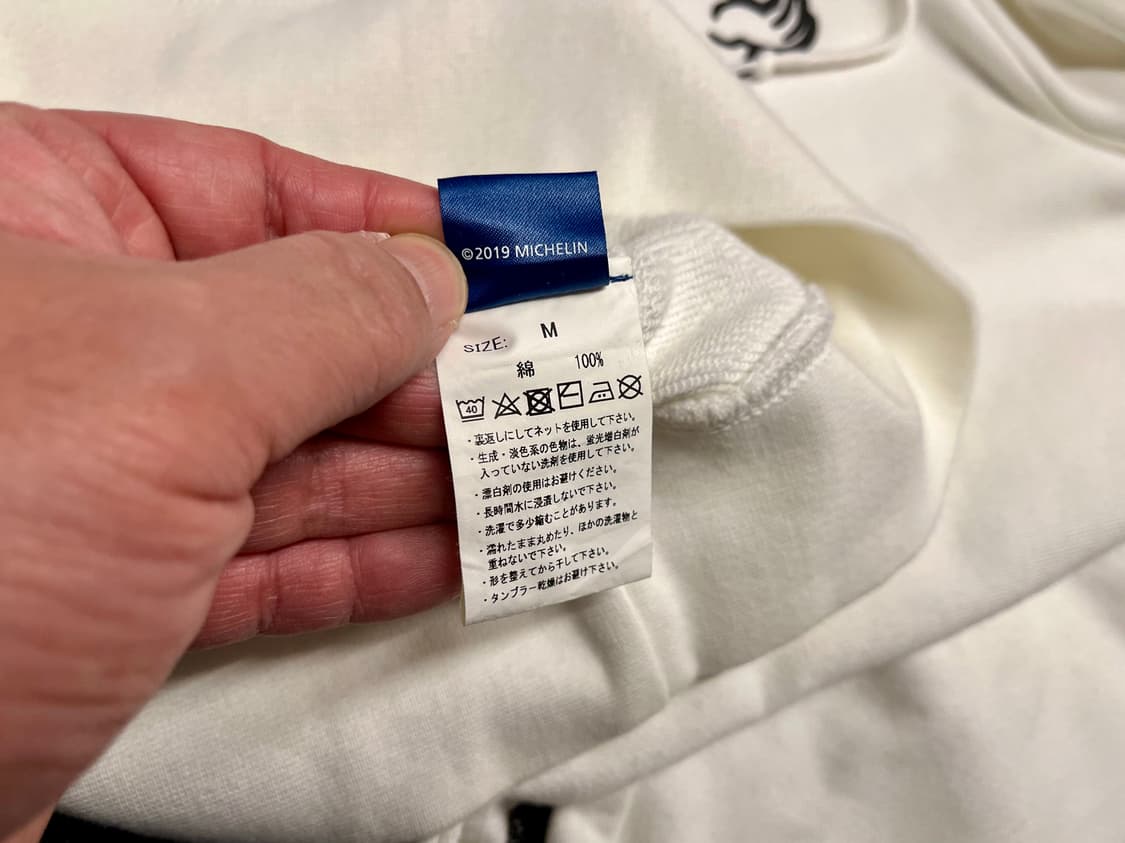 ©2019 MICHELIN
SIZE: M
綿 100%
40
・裏返しにしてネットを使用して下さい。
・生成・淡色系の色物は、蛍光増白剤が
入っていない洗剤を使用して下さい。
・漂白剤の使用はお避けください。
・長時間水に浸漬しないで下さい。
・洗濯で多少縮むことがあります。
・濡れたまま丸めたり、ほかの洗濯物と
重ねないで下さい。
・形を整えてから干して下さい。
・タンブラー乾燥はお避け下さい。